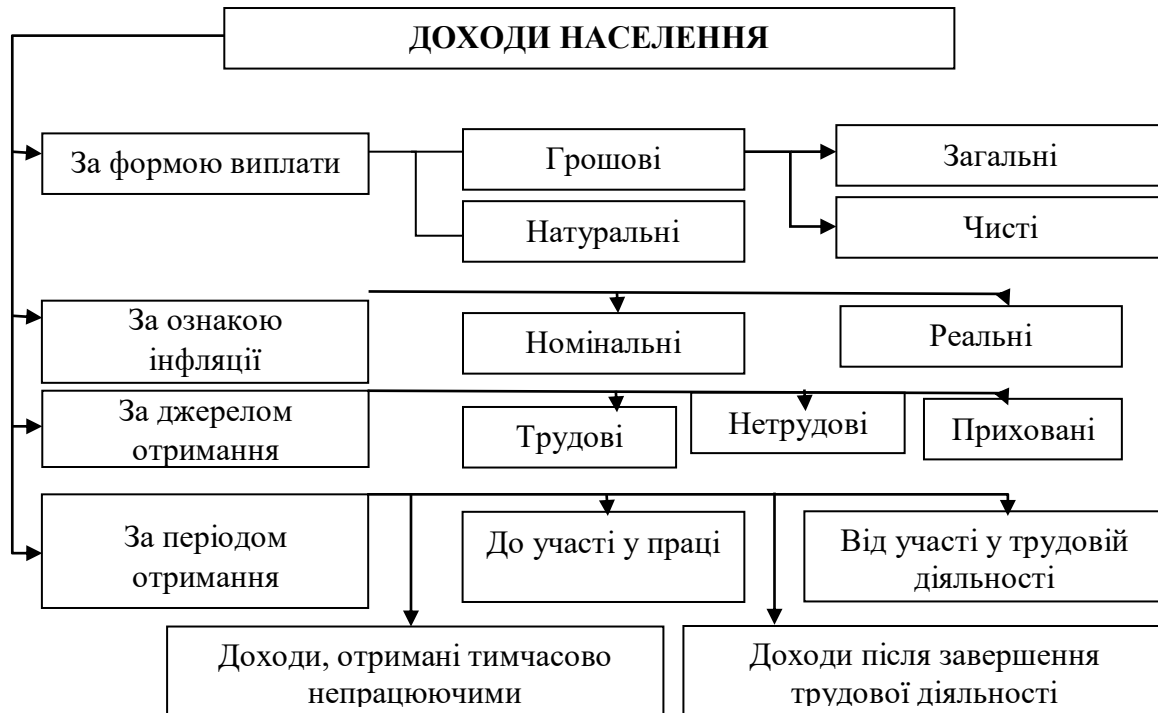 ДОХОДИ НАСЕЛЕННЯ
За формою виплати
Грошові
Загальні
Натуральні
Чисті
За ознакою
інфляції
Номінальні
Реальні
За джерелом
отримання
Трудові
Нетрудові
Приховані
За періодом
отримання
До участі у праці
Від участі у трудовій
діяльності
Доходи, отримані тимчасово
непрацюючими
Доходи після завершення
трудової діяльності